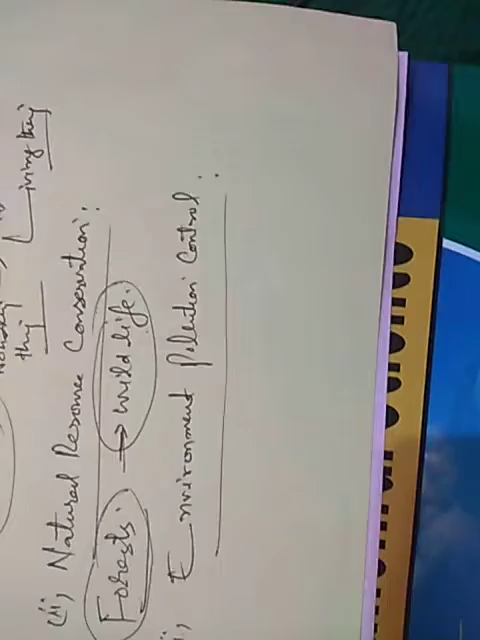 Living thing
thing
(ii), Natural Resource Conservation:
Forests. → wild life.
Environment Pollution Control: